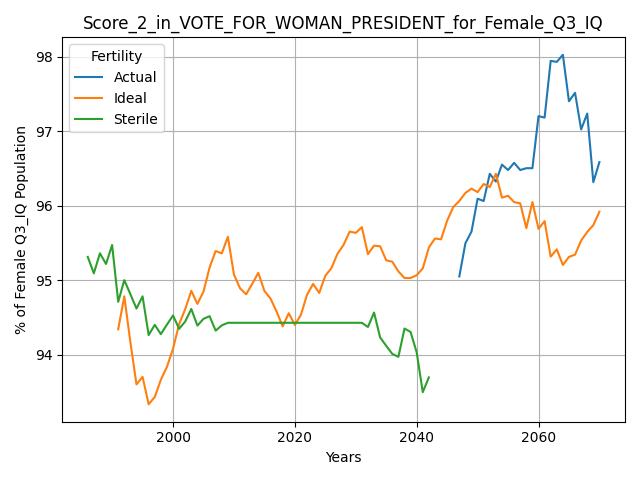 Score_2_in_VOTE_FOR_WOMAN_PRESIDENT_for_Female_Q3_IQ
Fertility
Actual
Ideal
Sterile
% of Female Q3_IQ Population
98
97
96
95
94
2000
2020
2040
2060
Years